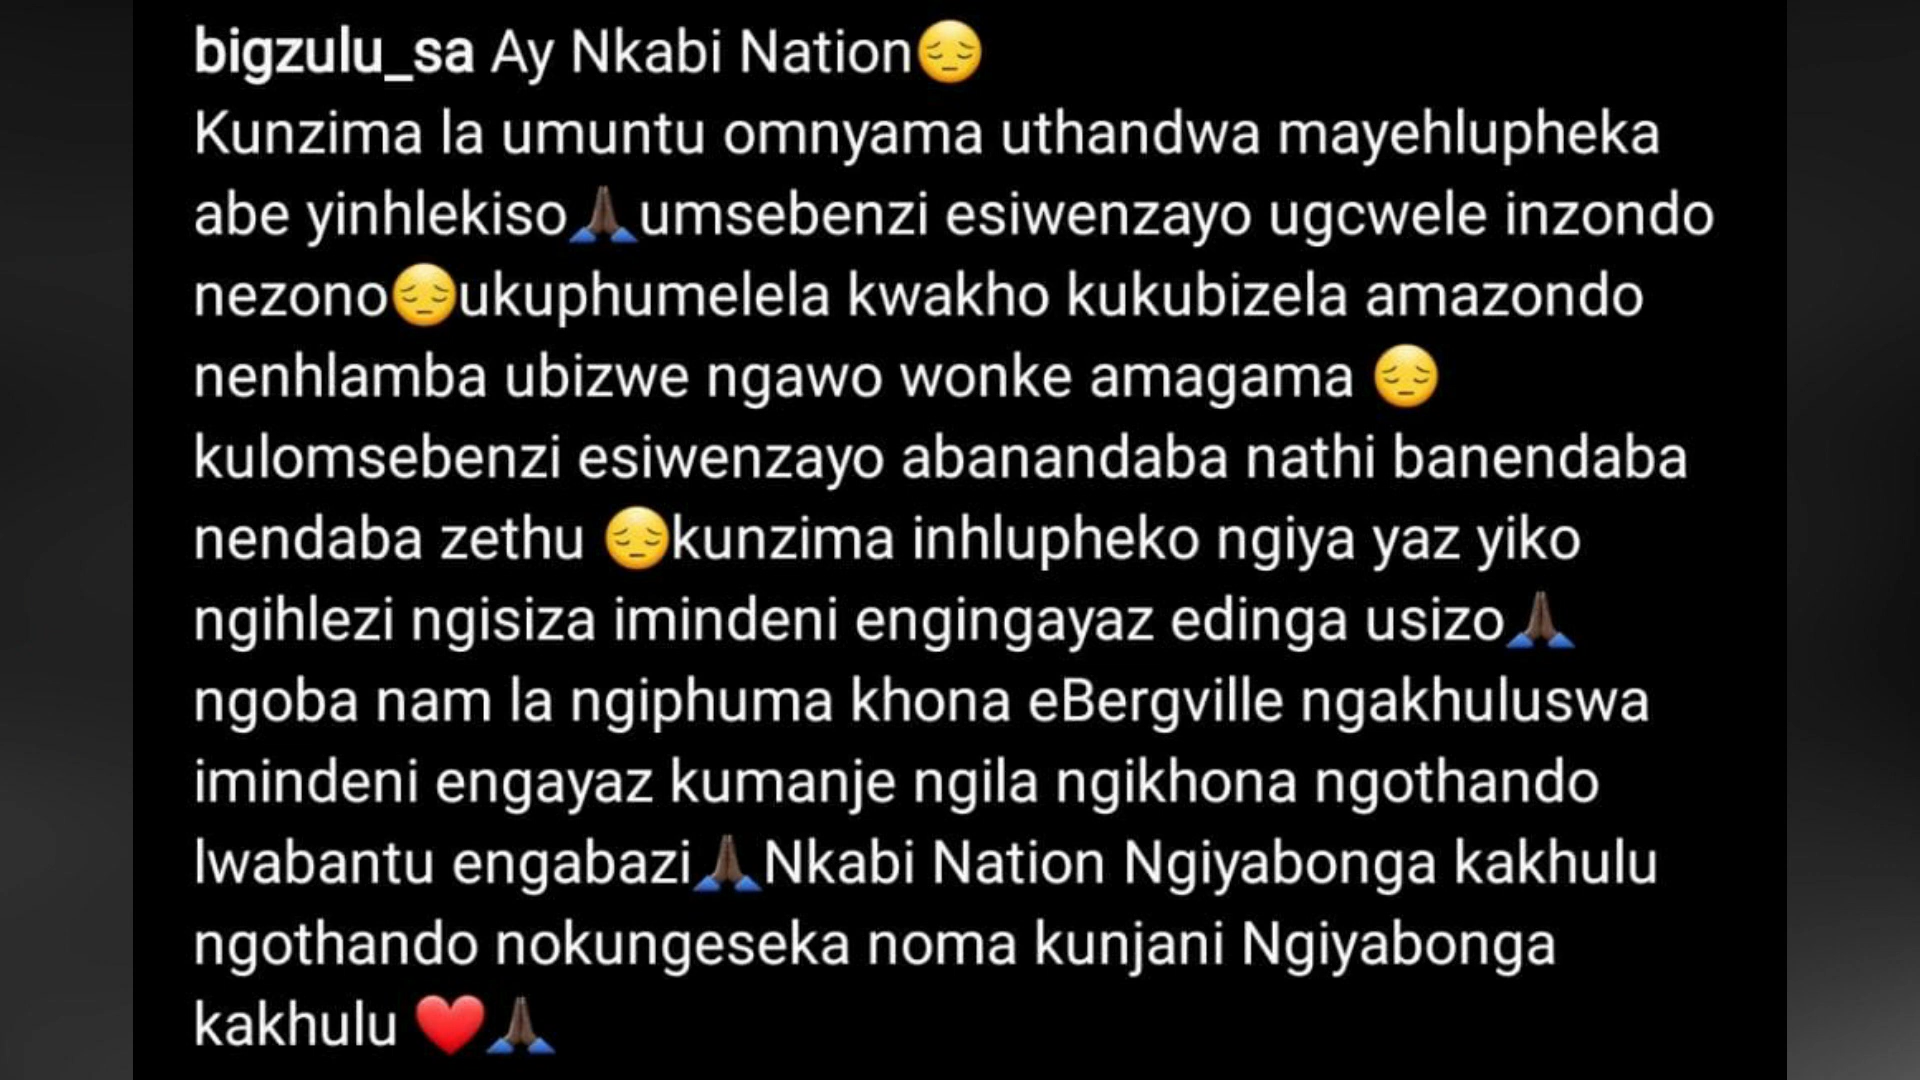 bigzulu_sa Ay Nkabi Nation😔
Kunzima la umuntu omnyama uthandwa mayehlupheka
abe yinhlekiso🙏🏿umsebenzi esiwenzayo ugcwele inzondo
nezono😔ukuphumelela kwakho kukubizela amazondo
nenhlamba ubizwe ngawo wonke amagama 😔
kulomsebenzi esiwenzayo abanandaba nathi banendaba
nendaba zethu 😔kunzima inhlupheko ngiya yaz yiko
ngihlezi ngisiza imindeni engingayaz edinga usizo🙏🏿
ngoba nam la ngiphuma khona eBergville ngakhuluswa
imindeni engayaz kumanje ngila ngikhona ngothando
lwabantu engabazi🙏🏿Nkabi Nation Ngiyabonga kakhulu
ngothando nokungeseka noma kunjani Ngiyabonga
kakhulu ❤️🙏🏿